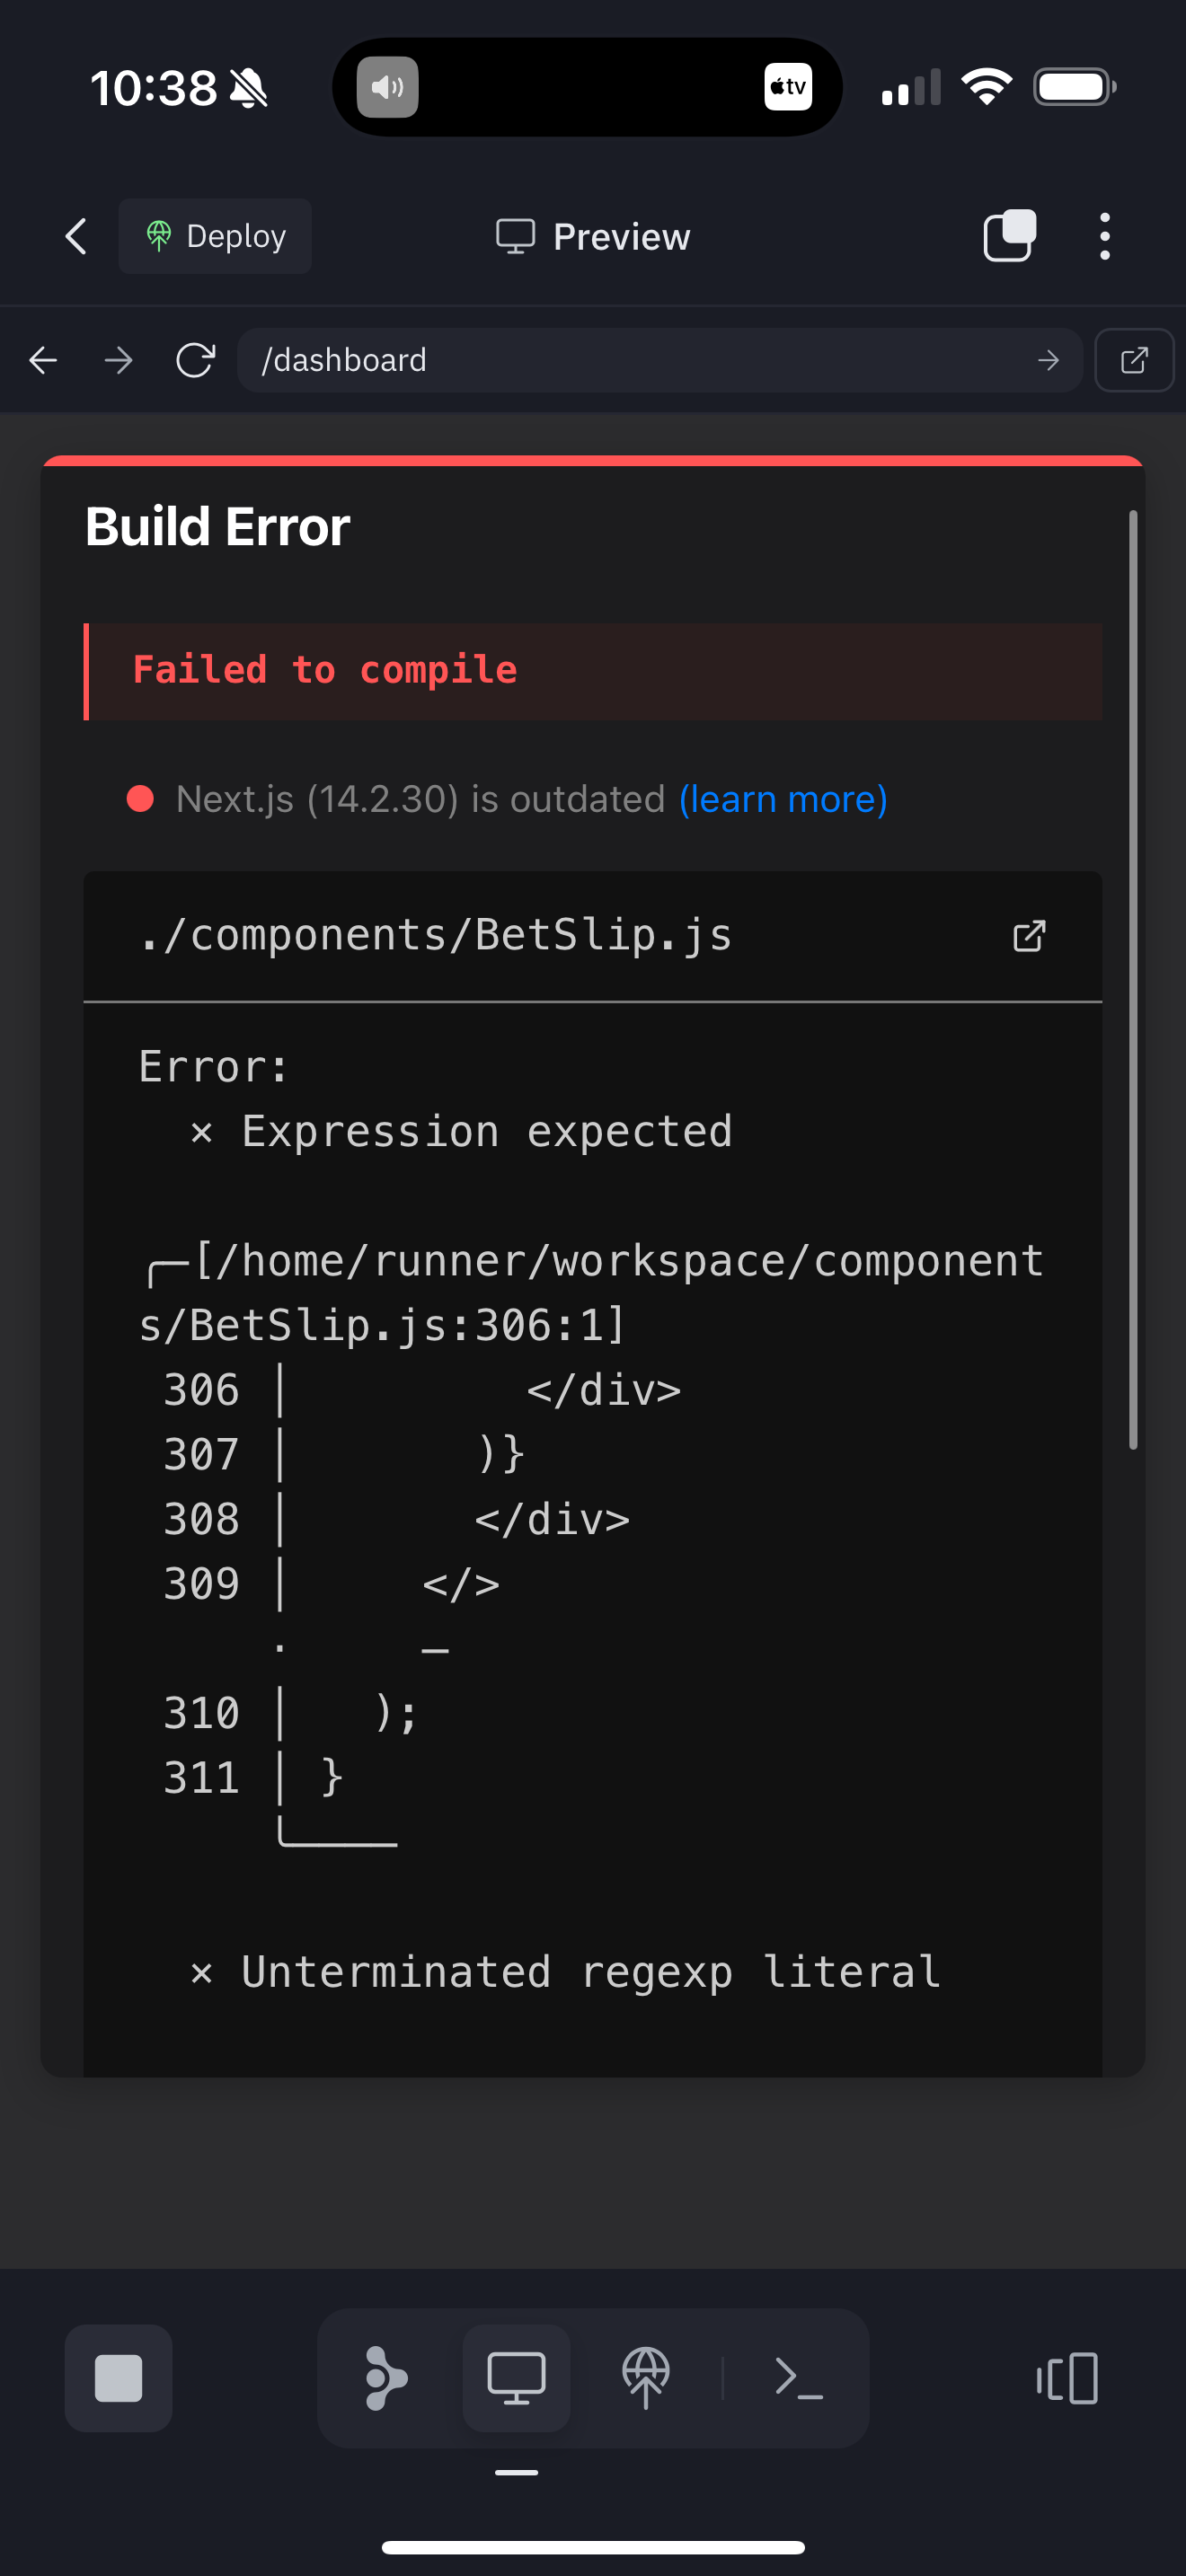 10:38
tv
Deploy
Preview
/dashboard
Build Error
Failed to compile
Next.js (14.2.30) is outdated (learn more)
./components/BetSlip.js
Error:
× Expression expected
╭─[/home/runner/workspace/component
s/BetSlip.js:306:1]
306 │         </div>
307 │       )}
308 │       </div>
309 │     </>
·     ─
310 │   );
311 │ }
╰────
× Unterminated regexp literal